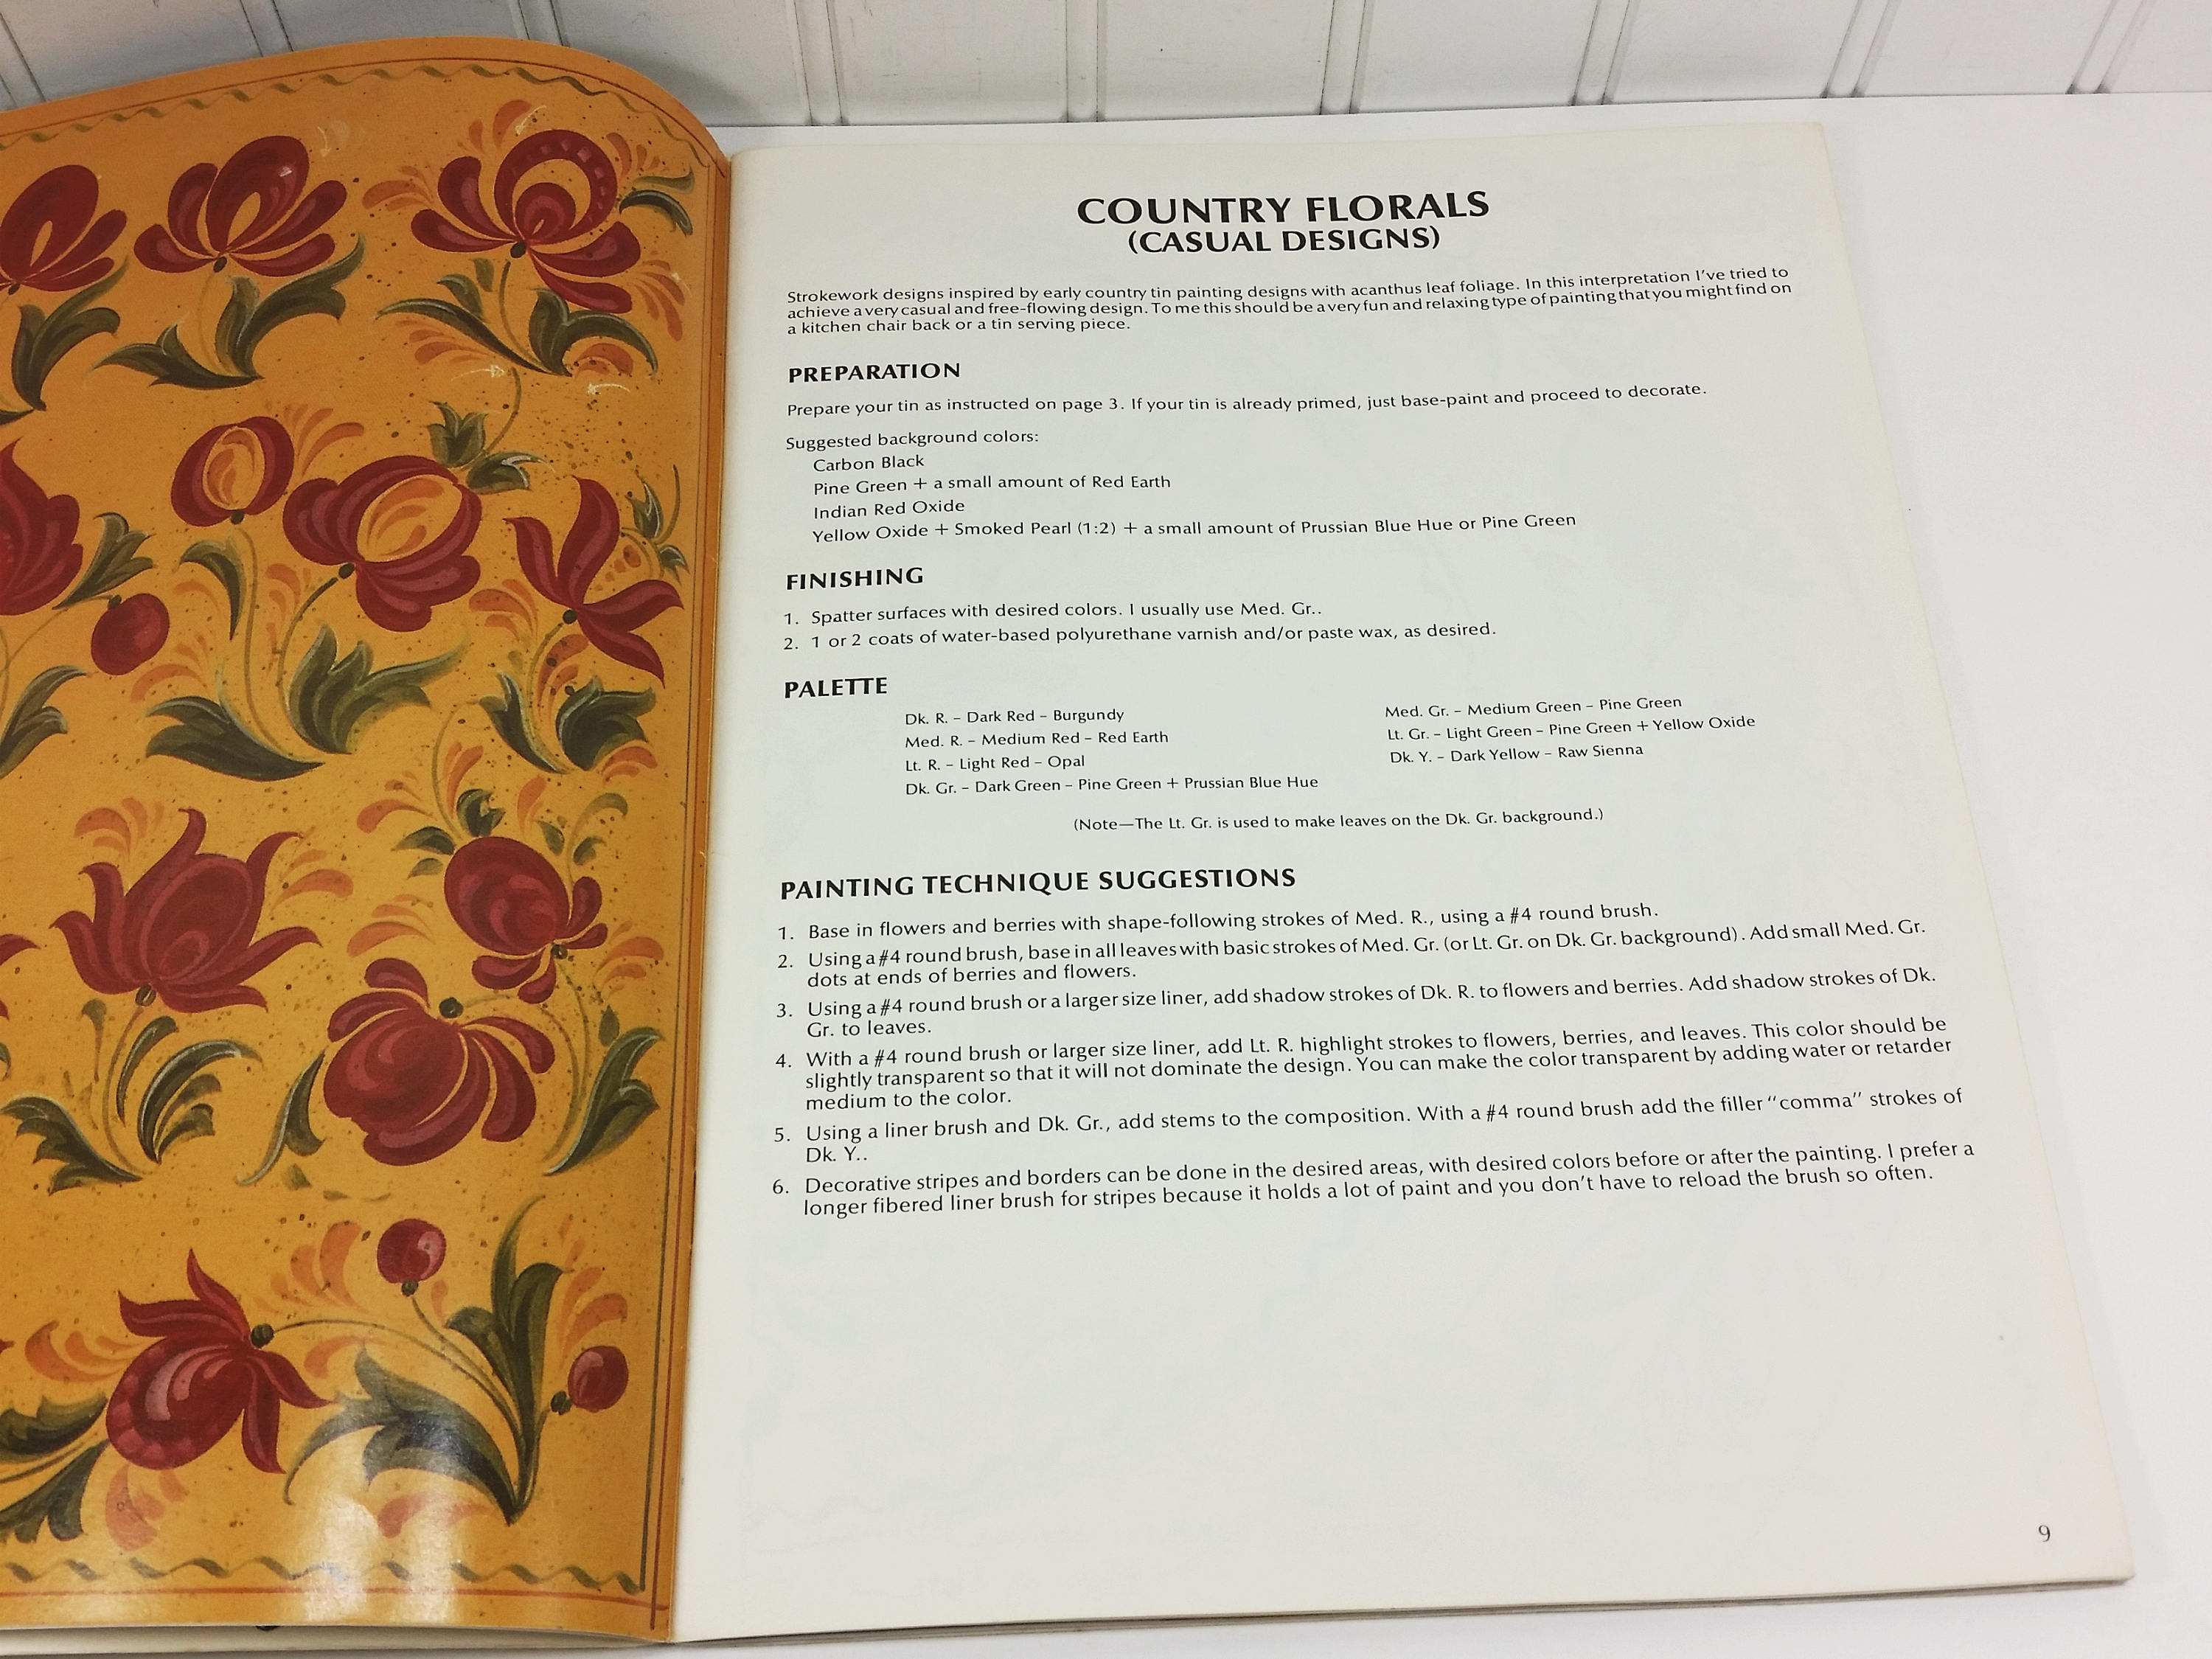 COUNTRY FLORALS
(CASUAL DESIGNS)
Strokework designs inspired by early country tin painting designs with acanthus leaf foliage. In this interpretation I've tried to
achieve a very casual and free-flowing design. To me this should be a very fun and relaxing type of painting that you might find on
a kitchen chair back or a tin serving piece.
PREPARATION
Prepare your tin as instructed on page 3. If your tin is already primed, just base-paint and proceed to decorate.
Suggested background colors:
Carbon Black
Pine Green + a small amount of Red Earth
Indian Red Oxide
Yellow Oxide + Smoked Pearl (1:2) + a small amount of Prussian Blue Hue or Pine Green
FINISHING
1. Spatter surfaces with desired colors. I usually use Med. Gr..
2. 1 or 2 coats of water-based polyurethane varnish and/or paste wax, as desired.
PALETTE
Dk. R. – Dark Red – Burgundy
Med. R. – Medium Red – Red Earth
Lt. R. – Light Red – Opal
Dk. Gr. – Dark Green – Pine Green + Prussian Blue Hue
Med. Gr. – Medium Green – Pine Green
Lt. Gr. – Light Green – Pine Green + Yellow Oxide
Dk. Y. – Dark Yellow – Raw Sienna
(Note—The Lt. Gr. is used to make leaves on the Dk. Gr. background.)
PAINTING TECHNIQUE SUGGESTIONS
1. Base in flowers and berries with shape-following strokes of Med. R., using a #4 round brush.
2. Using a #4 round brush, base in all leaves with basic strokes of Med. Gr. (or Lt. Gr. on Dk. Gr. background). Add small Med. Gr.
dots at ends of berries and flowers.
3. Using a #4 round brush or a larger size liner, add shadow strokes of Dk. R. to flowers and berries. Add shadow strokes of Dk.
Gr. to leaves.
4. With a #4 round brush or larger size liner, add Lt. R. highlight strokes to flowers, berries, and leaves. This color should be
slightly transparent so that it will not dominate the design. You can make the color transparent by adding water or retarder
medium to the color.
5. Using a liner brush and Dk. Gr., add stems to the composition. With a #4 round brush add the filler "comma" strokes of
Dk. Y..
6. Decorative stripes and borders can be done in the desired areas, with desired colors before or after the painting. I prefer a
longer fibered liner brush for stripes because it holds a lot of paint and you don't have to reload the brush so often.
9